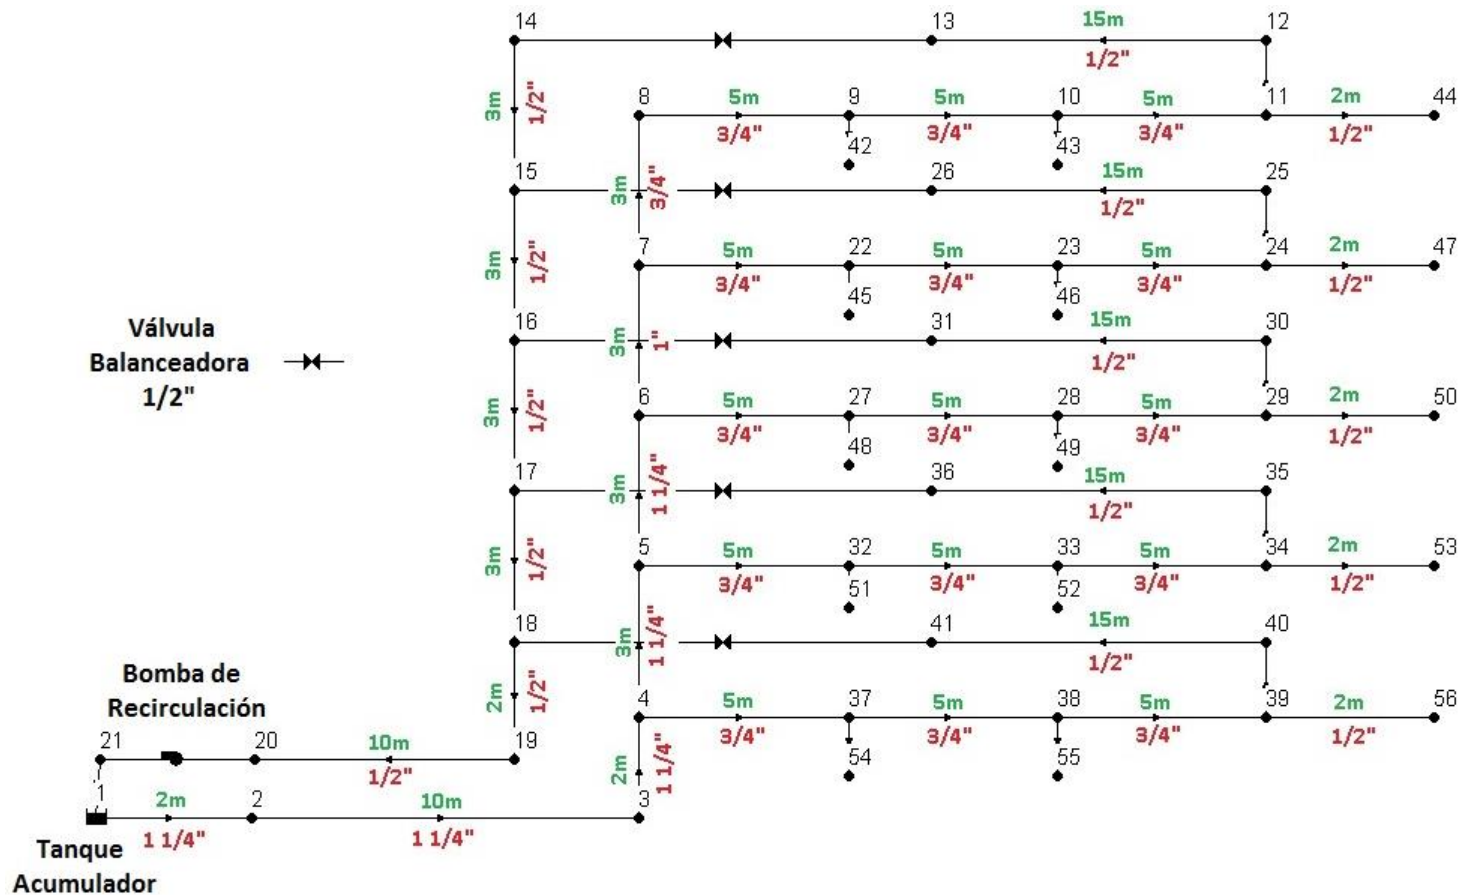 14 13 15m 12
1/2"
3m 1/2"
8 5m 9 5m 10 5m 11 2m 44
3/4" 3/4" 3/4" 1/2"
42 43
15 3m 3/4" 26 15m 25
1/2"
3m 1/2"
7 5m 22 5m 23 5m 24 2m 47
3/4" 3/4" 3/4" 1/2"
45 46
16 3m 1" 31 15m 30
1/2"
Válvula
Balanceadora
1/2"
3m 1/2"
6 5m 27 5m 28 5m 29 2m 50
3/4" 3/4" 3/4" 1/2"
48 49
17 3m 1 1/4" 36 15m 35
1/2"
3m 1/2"
5 5m 32 5m 33 5m 34 2m 53
3/4" 3/4" 3/4" 1/2"
51 52
18 3m 1 1/4" 41 15m 40
1/2"
Bomba de
Recirculación
2m 1/2"
4 5m 37 5m 38 5m 39 2m 56
3/4" 3/4" 3/4" 1/2"
54 55
21 20 10m 19
1/2"
2m 1 1/4"
1 2m 2 10m 3
1 1/4" 1 1/4"
Tanque
Acumulador